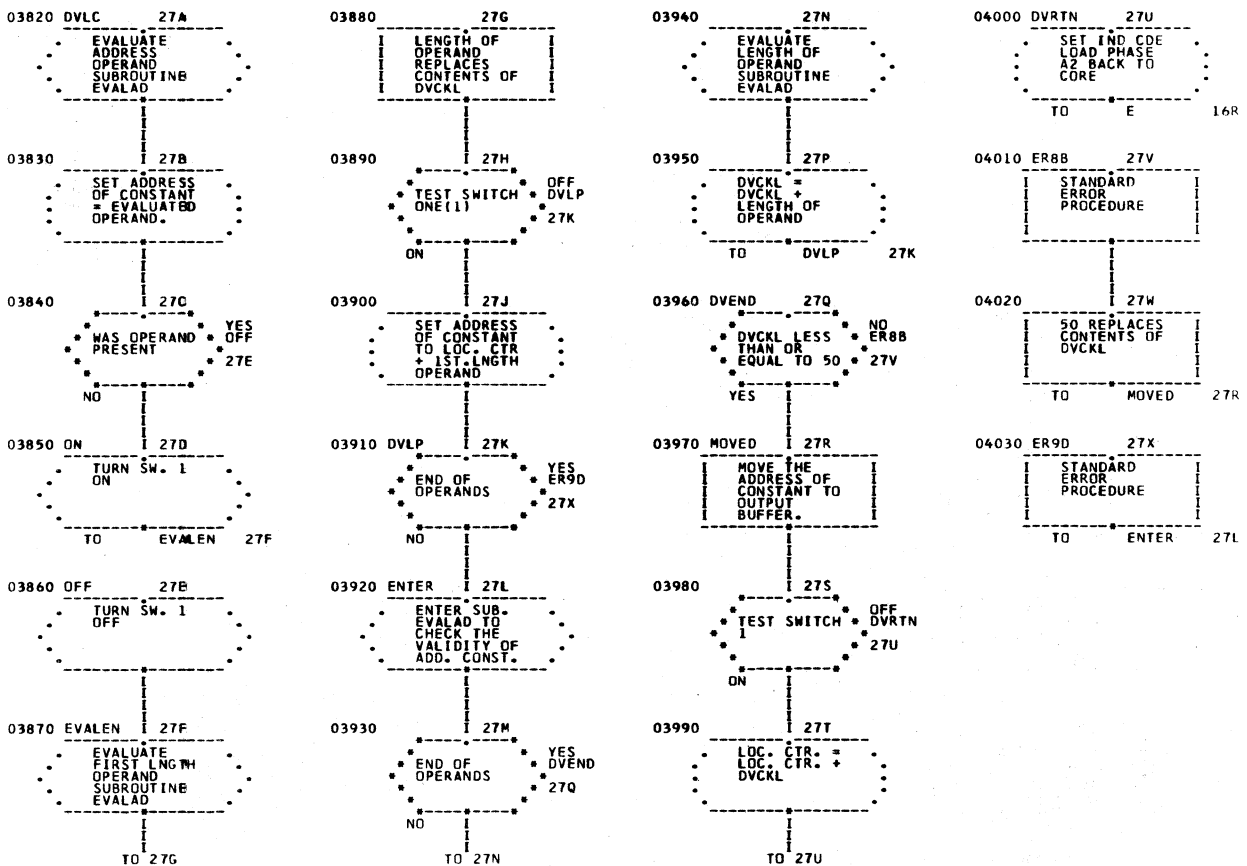 03820 DVLC 27A
EVALUATE
ADDRESS
OPERAND
SUBROUTINE
EVALAD
03830 27B
SET ADDRESS
OF CONSTANT
= EVALUATED
OPERAND.
03840 27C
WAS OPERAND
PRESENT
YES
OFF
27E
NO
03850 ON 27D
TURN SW. 1
ON
TO EVALEN 27F
03860 OFF 27E
TURN SW. 1
OFF
03870 EVALEN 27F
EVALUATE
FIRST LNGTH
OPERAND
SUBROUTINE
EVALAD
TO 27G
03880 27G
LENGTH OF
OPERAND
REPLACES
CONTENTS OF
DVCKL
03890 27H
TEST SWITCH
ONE(1)
OFF
DVLP
27K
ON
03900 27J
SET ADDRESS
OF CONSTANT
TO LOC. CTR
+ 1ST.LNGTH
OPERAND
03910 DVLP 27K
END OF
OPERANDS
YES
ER9D
27X
NO
03920 ENTER 27L
ENTER SUB.
EVALAD TO
CHECK THE
VALIDITY OF
ADD. CONST.
03930 27M
END OF
OPERANDS
YES
DVEND
27Q
NO
TO 27N
03940 27N
EVALUATE
LENGTH OF
OPERAND
SUBROUTINE
EVALAD
03950 27P
DVCKL =
DVCKL +
LENGTH OF
OPERAND
TO DVLP 27K
03960 DVEND 27Q
DVCKL LESS
THAN OR
EQUAL TO 50
NO
ER8B
27V
YES
03970 MOVED 27R
MOVE THE
ADDRESS OF
CONSTANT TO
OUTPUT
BUFFER.
03980 27S
TEST SWITCH
1
OFF
DVRTN
27U
ON
03990 27T
LOC. CTR. =
LOC. CTR. +
DVCKL
TO 27U
04000 DVRTN 27U
SET IND CDE
LOAD PHASE
A2 BACK TO
CORE
TO E 16R
04010 ER8B 27V
STANDARD
ERROR
PROCEDURE
04020 27W
50 REPLACES
CONTENTS OF
DVCKL
TO MOVED 27R
04030 ER9D 27X
STANDARD
ERROR
PROCEDURE
TO ENTER 27L